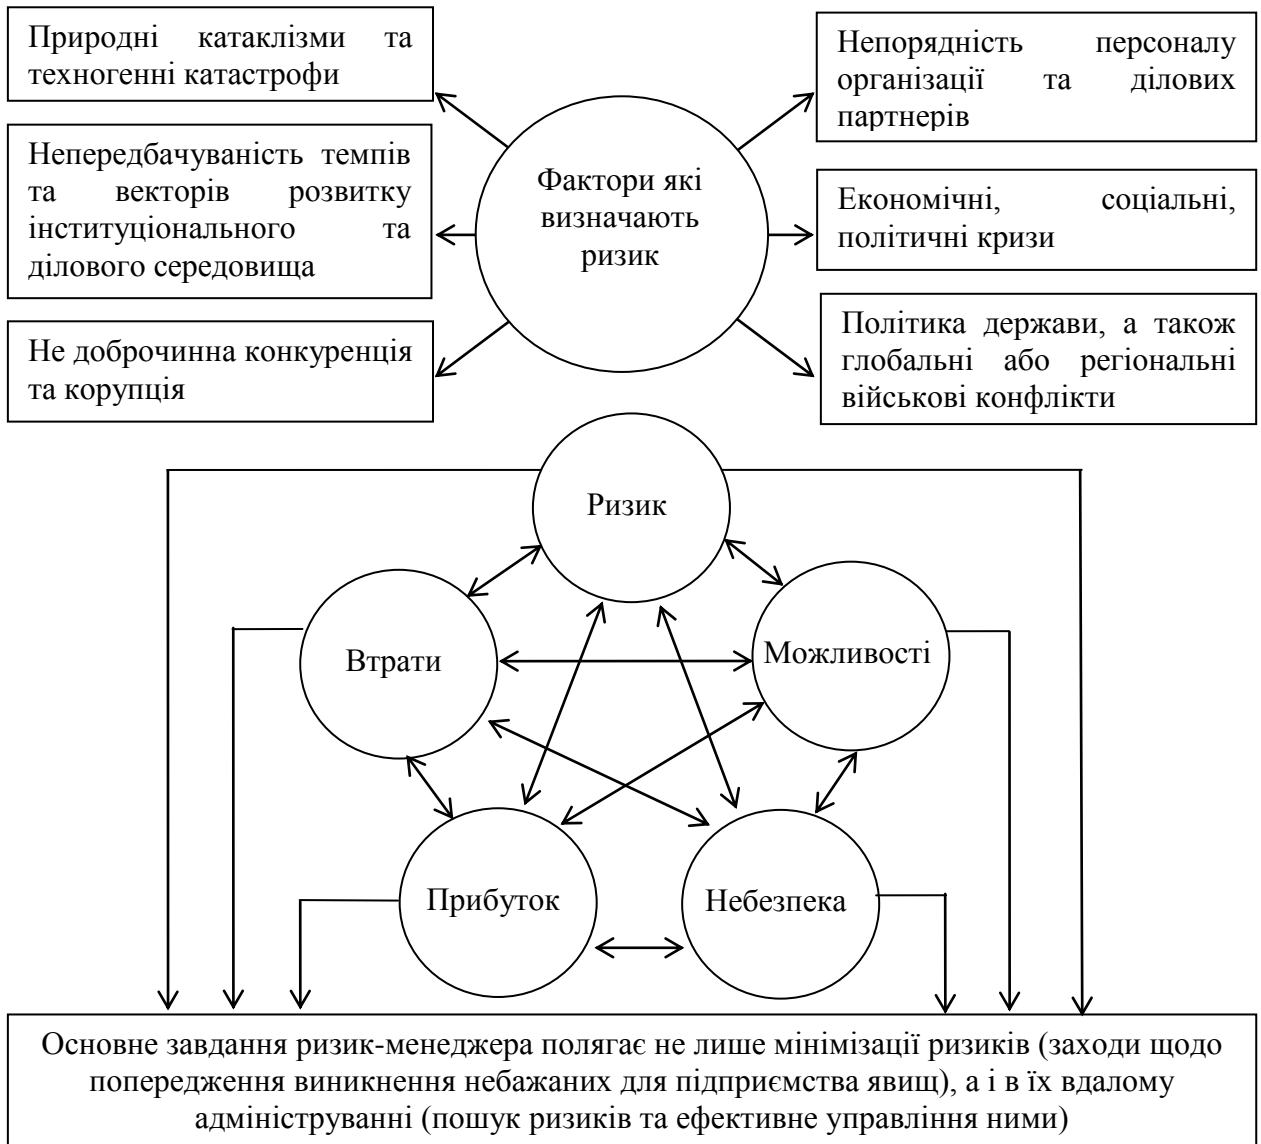 Природні катаклізми та
техногенні катастрофи
Непередбачуваність темпів
та векторів розвитку
інституціонального та
ділового середовища
Не доброчинна конкуренція
та корупція
Фактори які
визначають
ризик
Непорядність персоналу
організації та ділових
партнерів
Економічні, соціальні,
політичні кризи
Політика держави, а також
глобальні або регіональні
військові конфлікти
Ризик
Втрати
Можливості
Прибуток
Небезпека
Основне завдання ризик-менеджера полягає не лише мінімізації ризиків (заходи щодо
попередження виникнення небажаних для підприємства явищ), а і в їх вдалому
адмініструванні (пошук ризиків та ефективне управління ними)